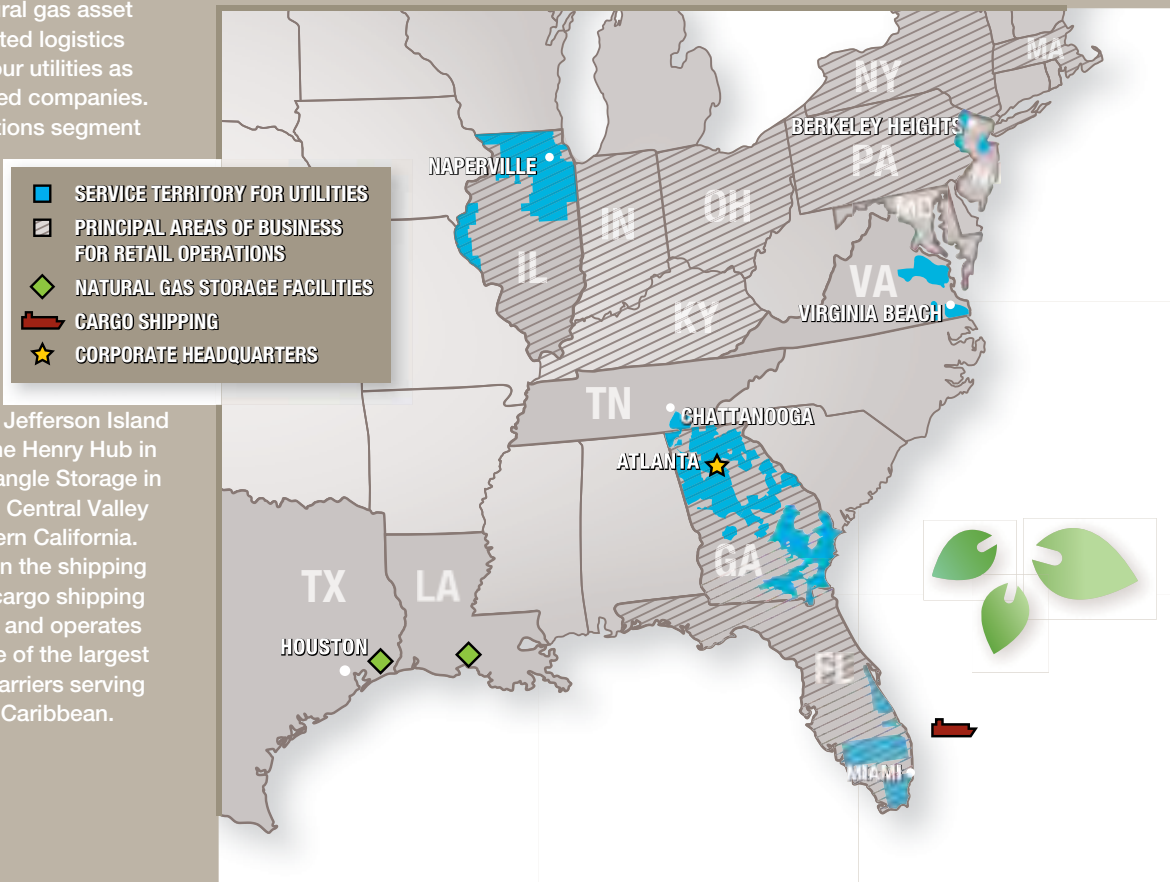 ral gas asset
ted logistics
our utilities as
ed companies.
tions segment
SERVICE TERRITORY FOR UTILITIES
PRINCIPAL AREAS OF BUSINESS
FOR RETAIL OPERATIONS
NATURAL GAS STORAGE FACILITIES
CARGO SHIPPING
CORPORATE HEADQUARTERS
Jefferson Island
ne Henry Hub in
angle Storage in
Central Valley
ern California.
n the shipping
cargo shipping
and operates
e of the largest
arriers serving
Caribbean.
MA
NY
BERKELEY HEIGHTS
PA
NAPERVILLE
OH
MD
IN
IL
VA
VIRGINIA BEACH
KY
TN
CHATTANOOGA
ATLANTA
GA
TX
LA
HOUSTON
FL
MIAMI